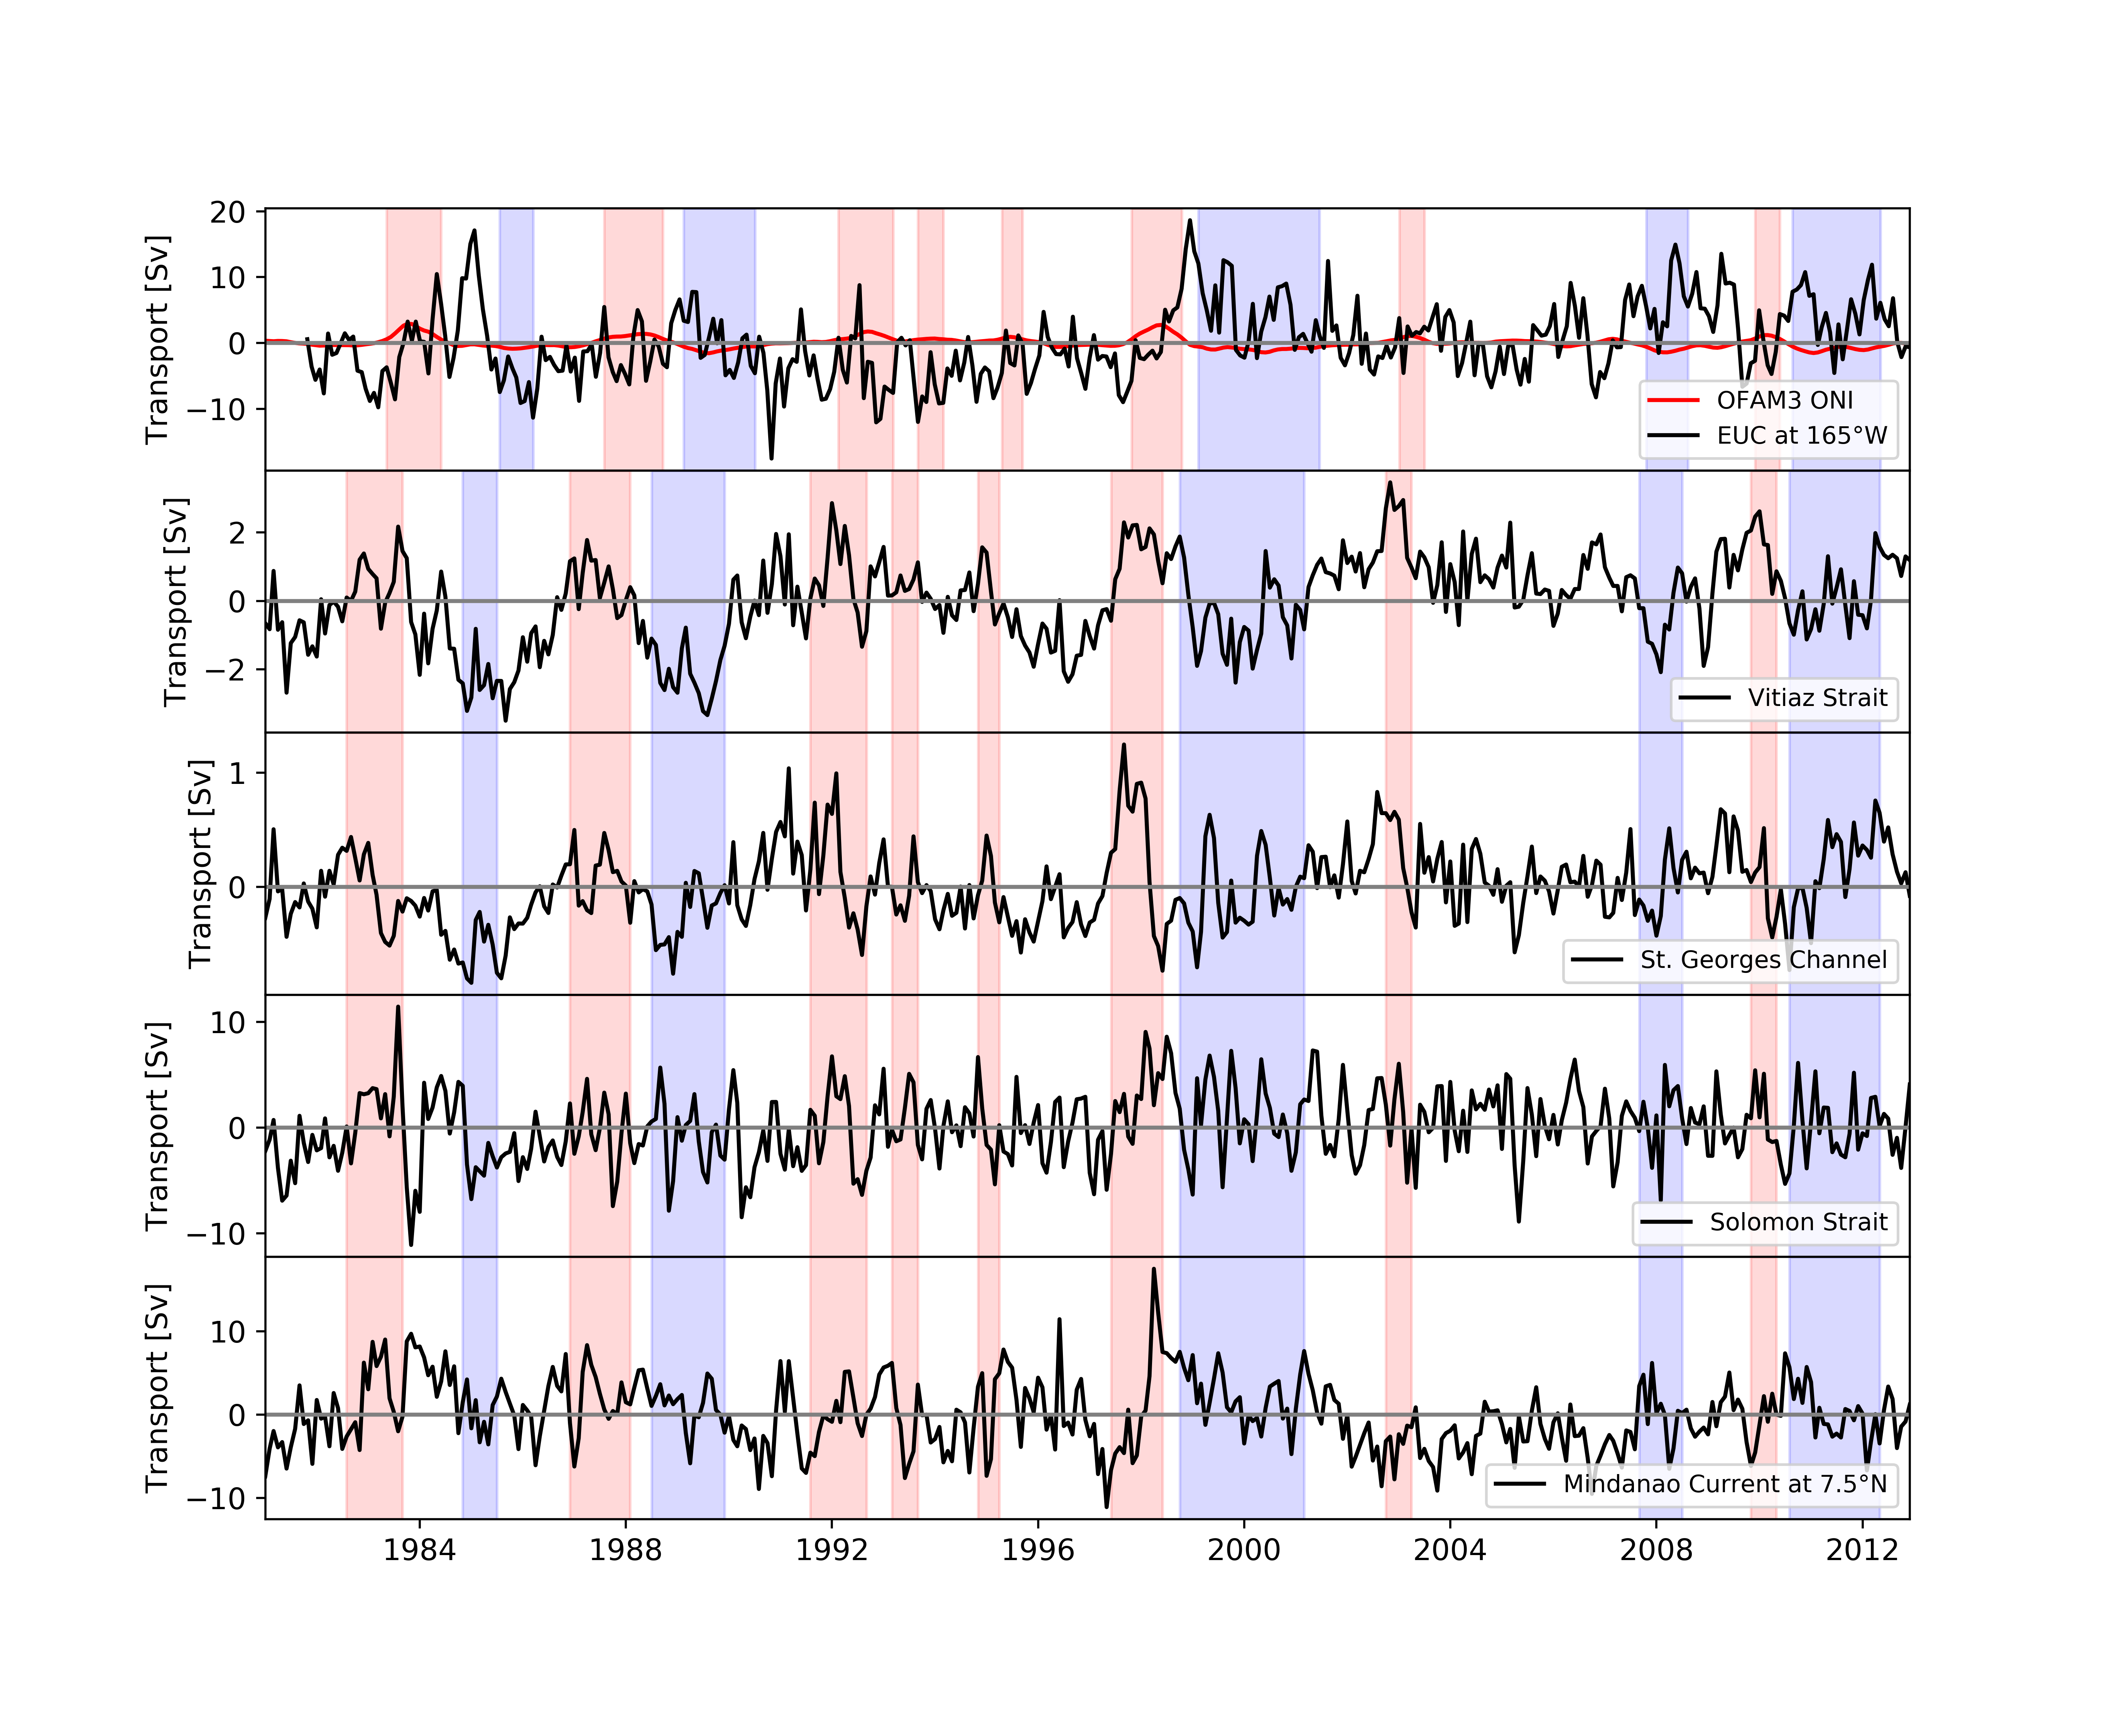 20
10
0
−10
Transport [Sv]
OFAM3 ONI
EUC at 165°W
2
0
−2
Transport [Sv]
Vitiaz Strait
1
0
Transport [Sv]
St. Georges Channel
10
0
−10
Transport [Sv]
Solomon Strait
10
0
−10
Transport [Sv]
Mindanao Current at 7.5°N
1984 1988 1992 1996 2000 2004 2008 2012